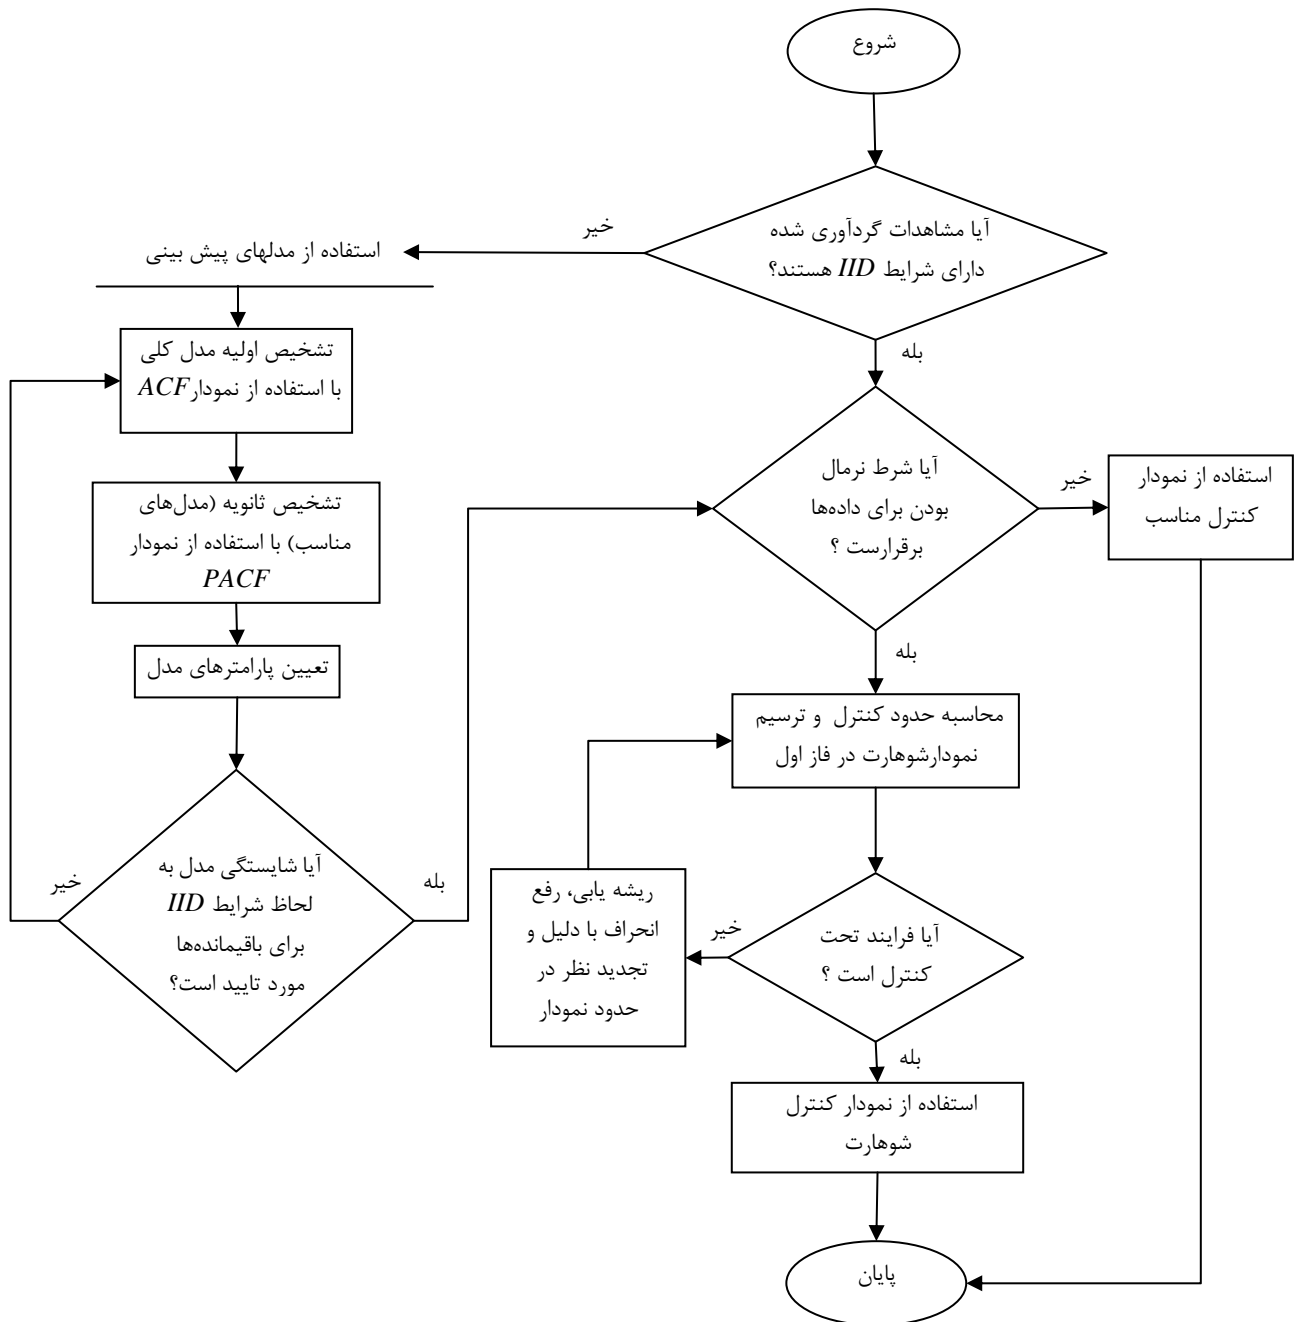 شروع
آیا مشاهدات گردآوری شده
دارای شرایط IID هستند؟
خیر
استفاده از مدلهای پیش بینی
تشخیص اولیه مدل کلی
با استفاده از نمودار ACF
تشخیص ثانویه (مدل‌های
مناسب) با استفاده از نمودار
PACF
تعیین پارامترهای مدل
آیا شایستگی مدل به
لحاظ شرایط IID
برای باقیمانده‌ها
مورد تایید است؟
خیر
بله
بله
آیا شرط نرمال
بودن برای داده‌ها
برقرارست ؟
خیر
استفاده از نمودار
کنترل مناسب
بله
محاسبه حدود کنترل و ترسیم
نمودارشوهارت در فاز اول
آیا فرایند تحت
کنترل است ؟
خیر
ریشه یابی، رفع
انحراف با دلیل و
تجدید نظر در
حدود نمودار
بله
استفاده از نمودار کنترل
شوهارت
پایان